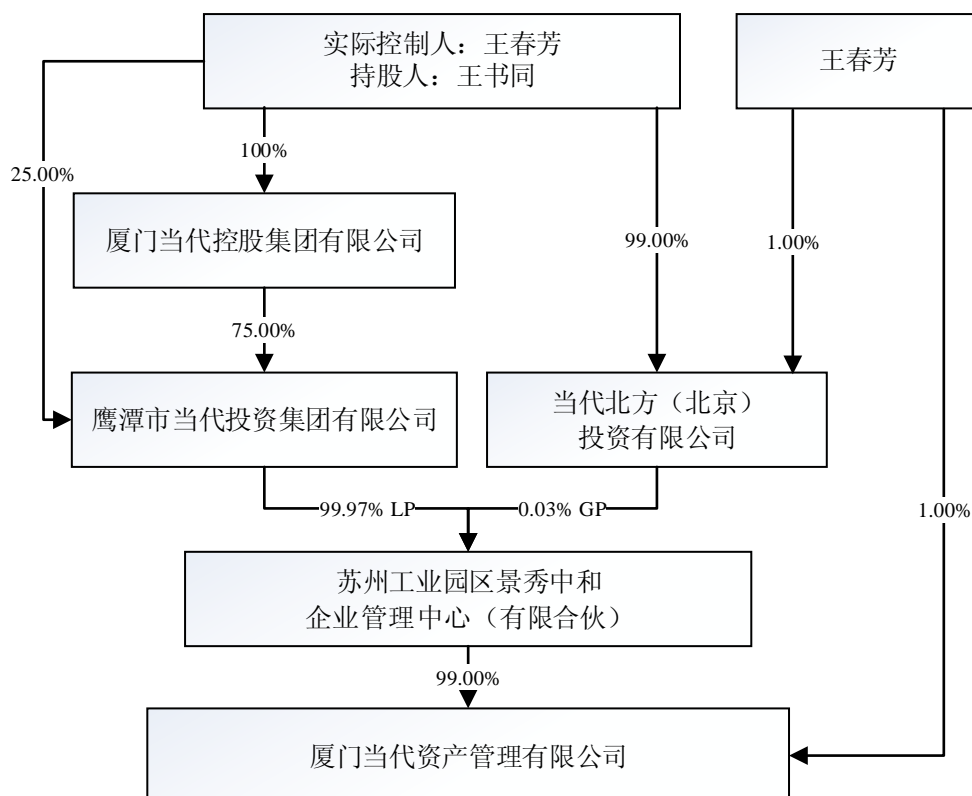 实际控制人：王春芳
持股人：王书同
王春芳
100%
25.00%
厦门当代控股集团有限公司
99.00%
1.00%
75.00%
鹰潭市当代投资集团有限公司
当代北方（北京）
投资有限公司
99.97% LP
0.03% GP
1.00%
苏州工业园区景秀中和
企业管理中心（有限合伙）
99.00%
厦门当代资产管理有限公司